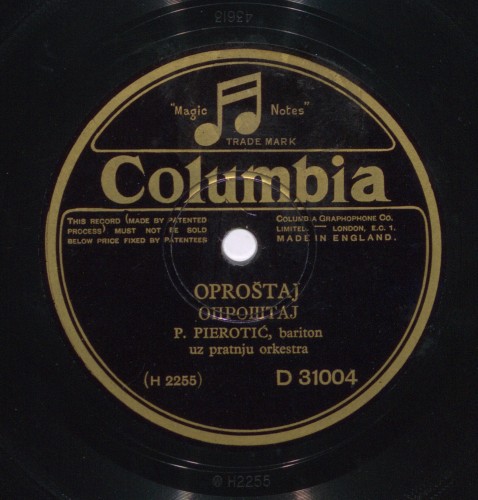 43613
"Magic Notes"
TRADE MARK
Columbia
THIS RECORD (MADE BY PATENTED
PROCESS) MUST NOT BE SOLD
BELOW PRICE FIXED BY PATENTEES
COLUMBIA GRAPHOPHONE CO.
LIMITED. — LONDON, E.C. 1.
MADE IN ENGLAND.
OPROŠTAJ
ОПРОШТАЈ
P. PIEROTIĆ, bariton
uz pratnju orkestra
(H 2255) D 31004
H2255